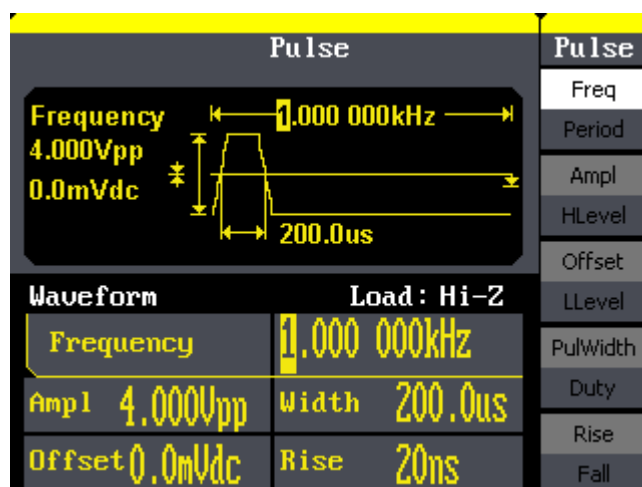 Pulse
Frequency
1.000 000kHz
4.000Vpp
0.0mVdc
200.0us
Waveform
Load: Hi-Z
Frequency
1.000 000kHz
Ampl 4.000Vpp
Width 200.0us
Offset 0.0mVdc
Rise 20ns
Pulse
Freq
Period
Ampl
HLevel
Offset
LLevel
PulWidth
Duty
Rise
Fall